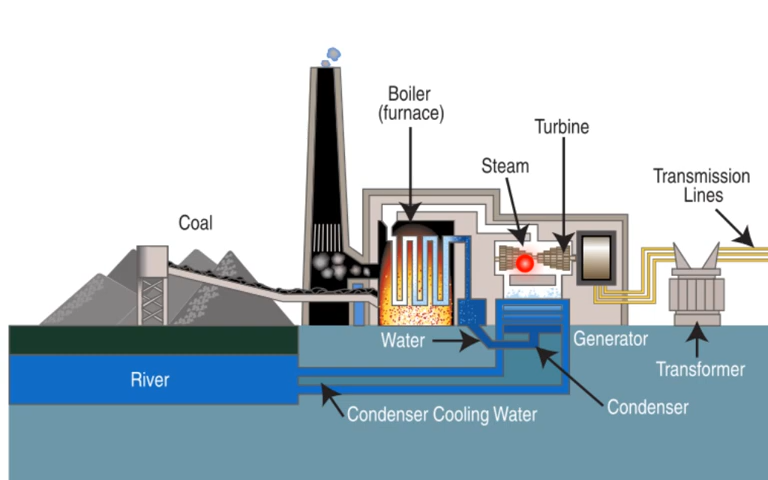 Boiler
(furnace)
Turbine
Steam
Transmission
Lines
Coal
Water
Generator
River
Transformer
Condenser
Condenser Cooling Water